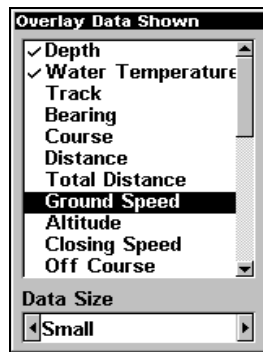 Overlay Data Shown
✓Depth
✓Water Temperature
Track
Bearing
Course
Distance
Total Distance
Ground Speed
Altitude
Closing Speed
Off Course
Data Size
Small